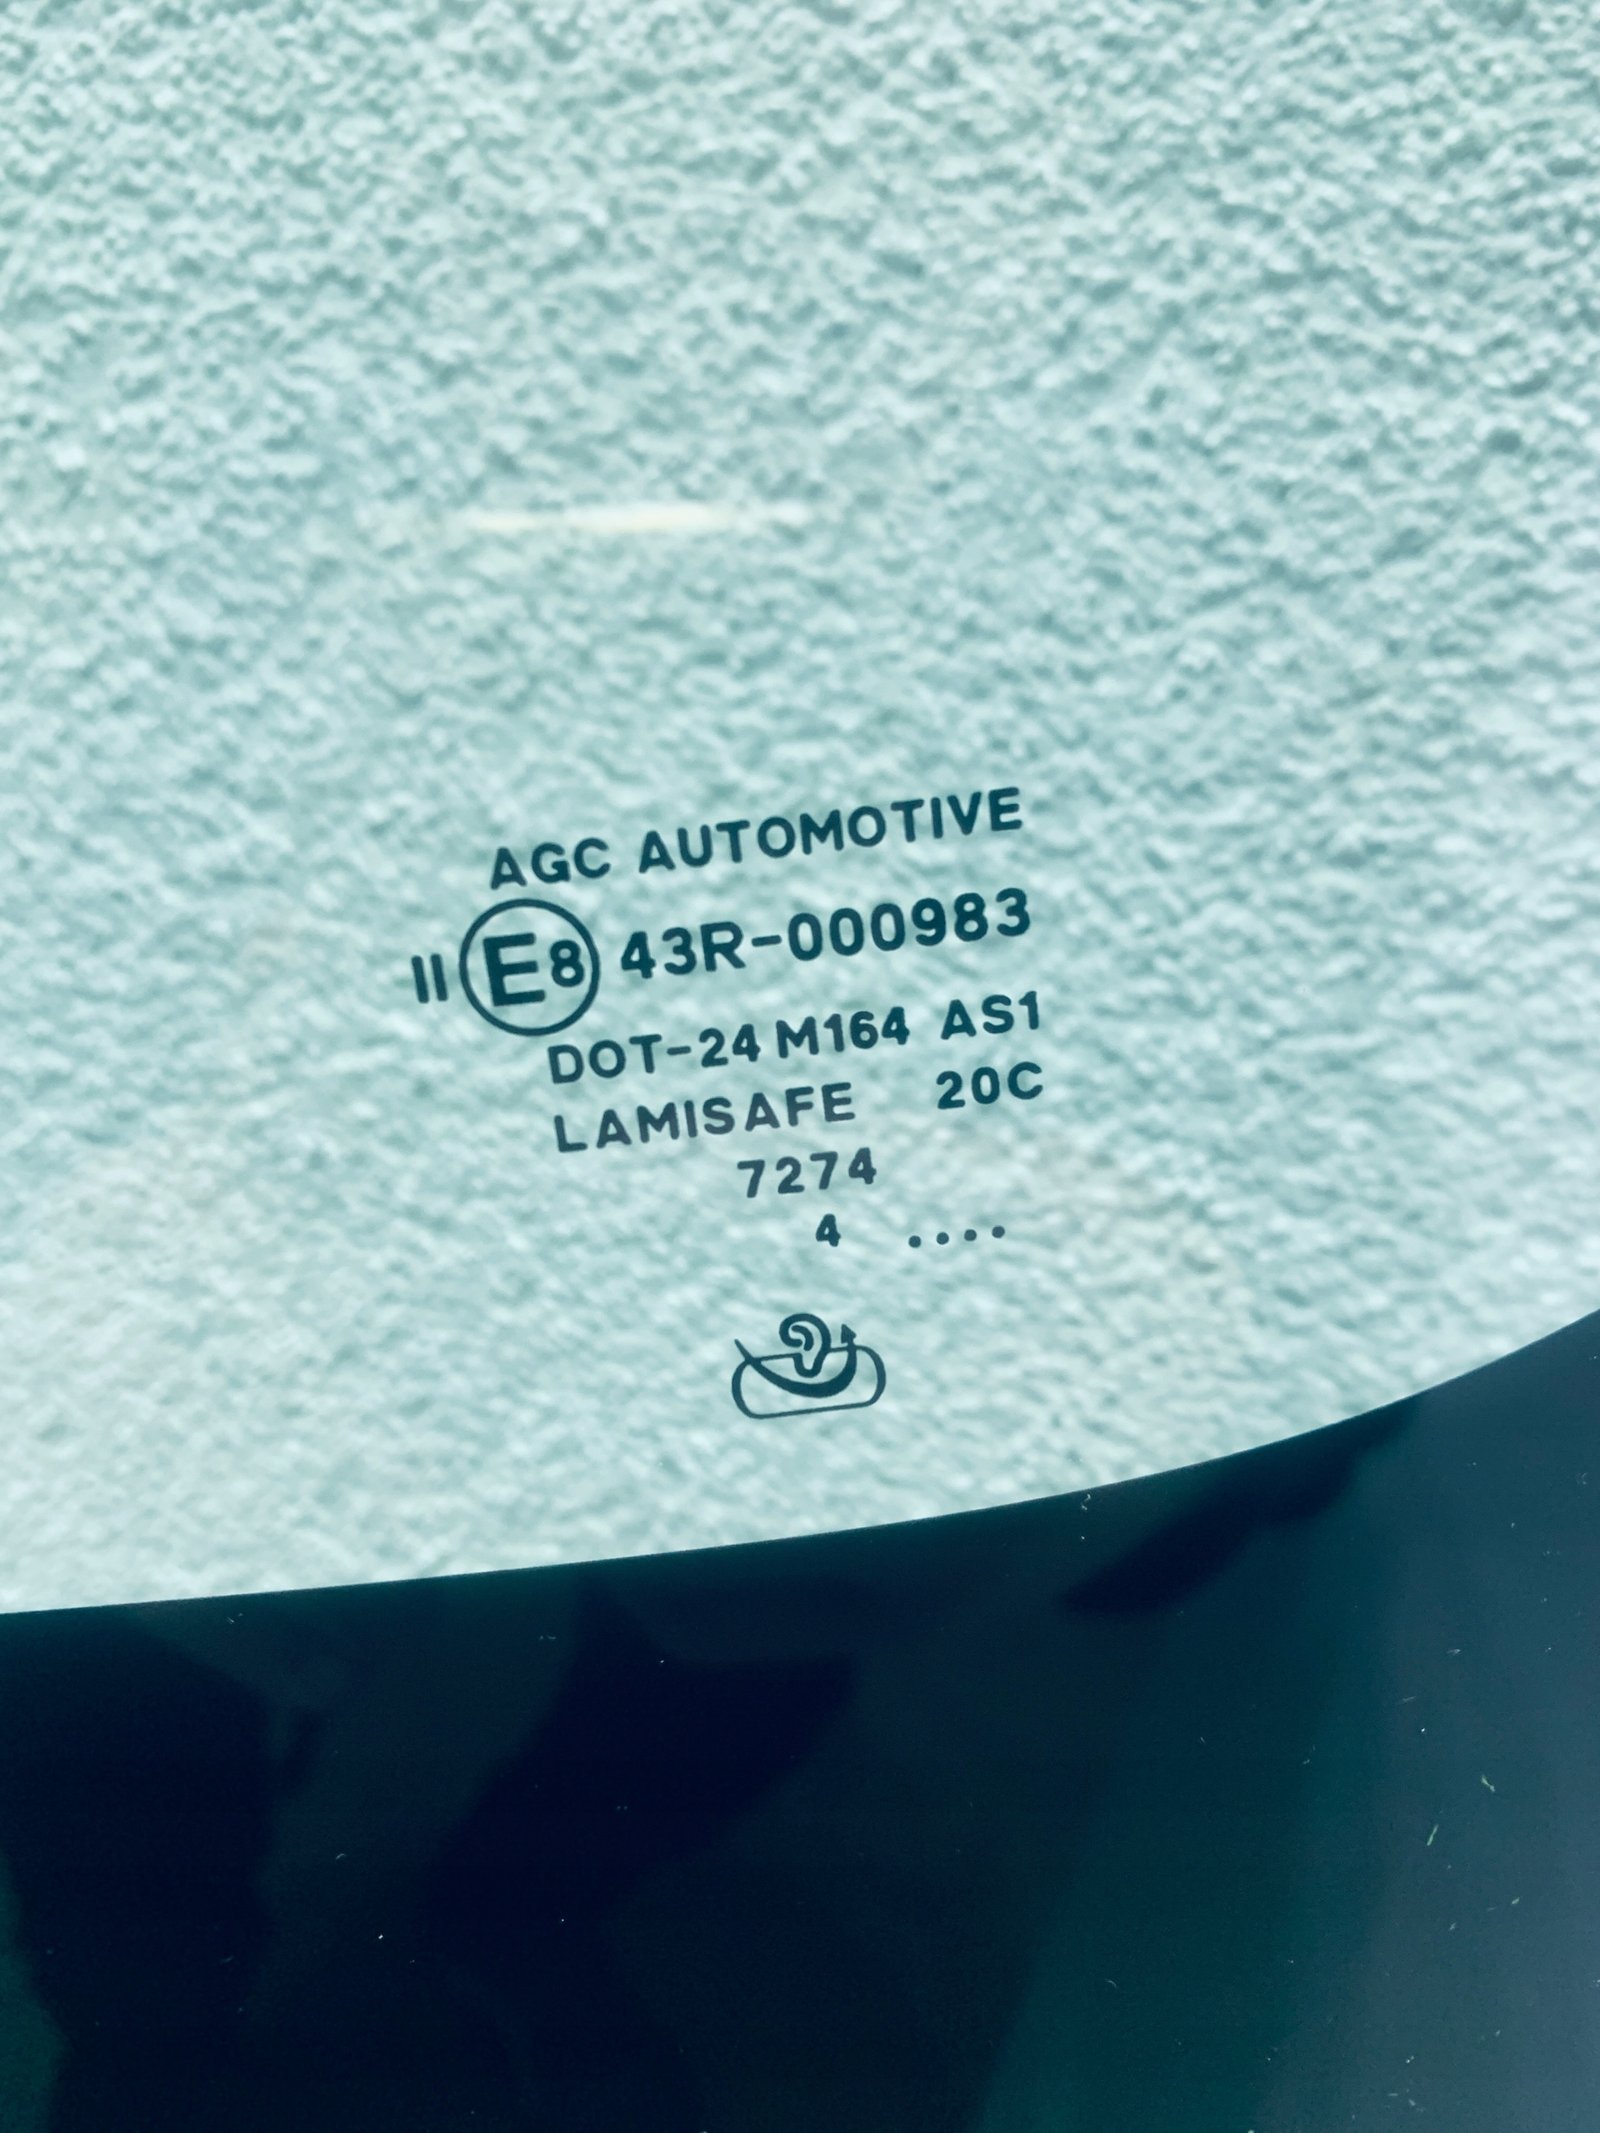 AGC AUTOMOTIVE
II E8 43R-000983
DOT-24 M164 AS1
LAMISAFE 20C
7274
4 ....